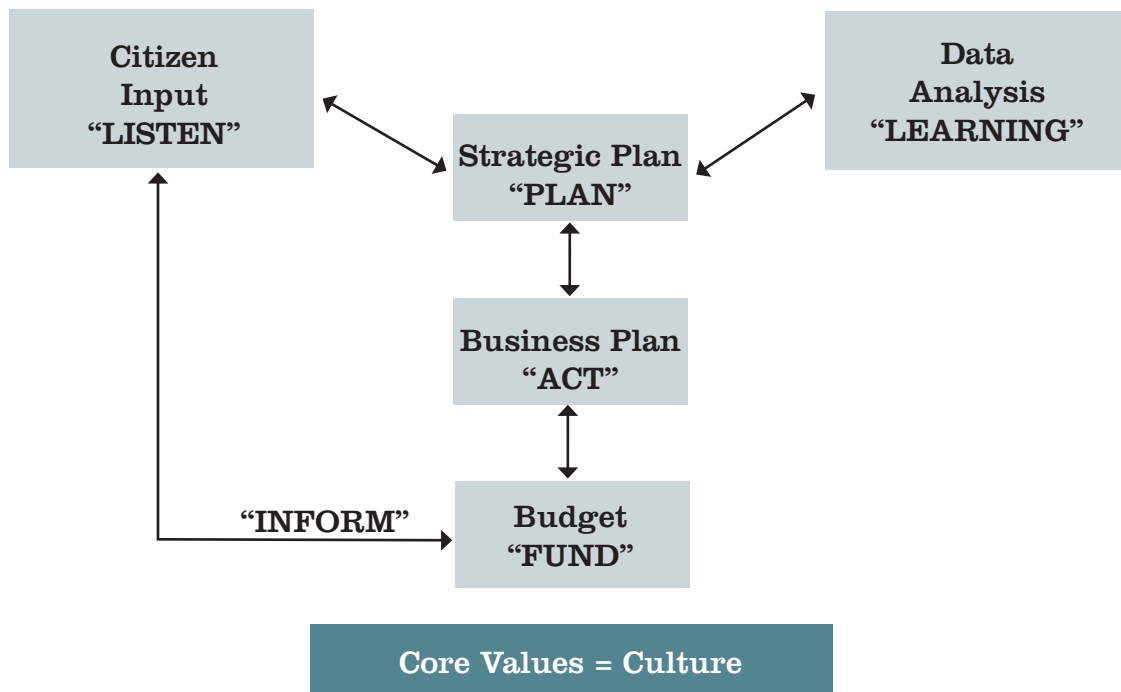 Citizen
Input
“LISTEN”
Data
Analysis
“LEARNING”
Strategic Plan
“PLAN”
Business Plan
“ACT”
“INFORM”
Budget
“FUND”
Core Values = Culture